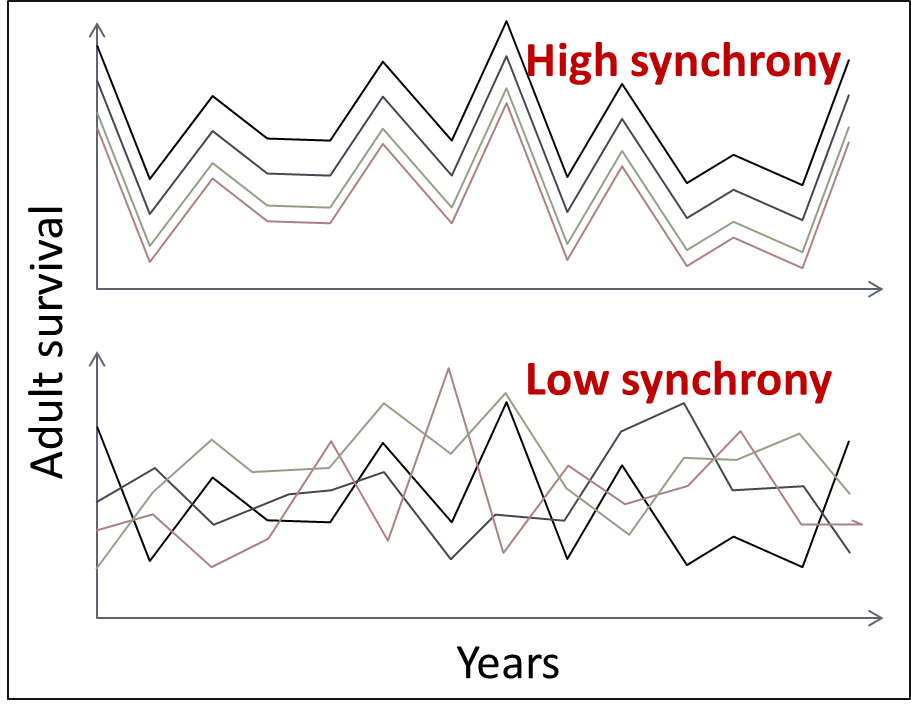 High synchrony
Adult survival
Low synchrony
Years